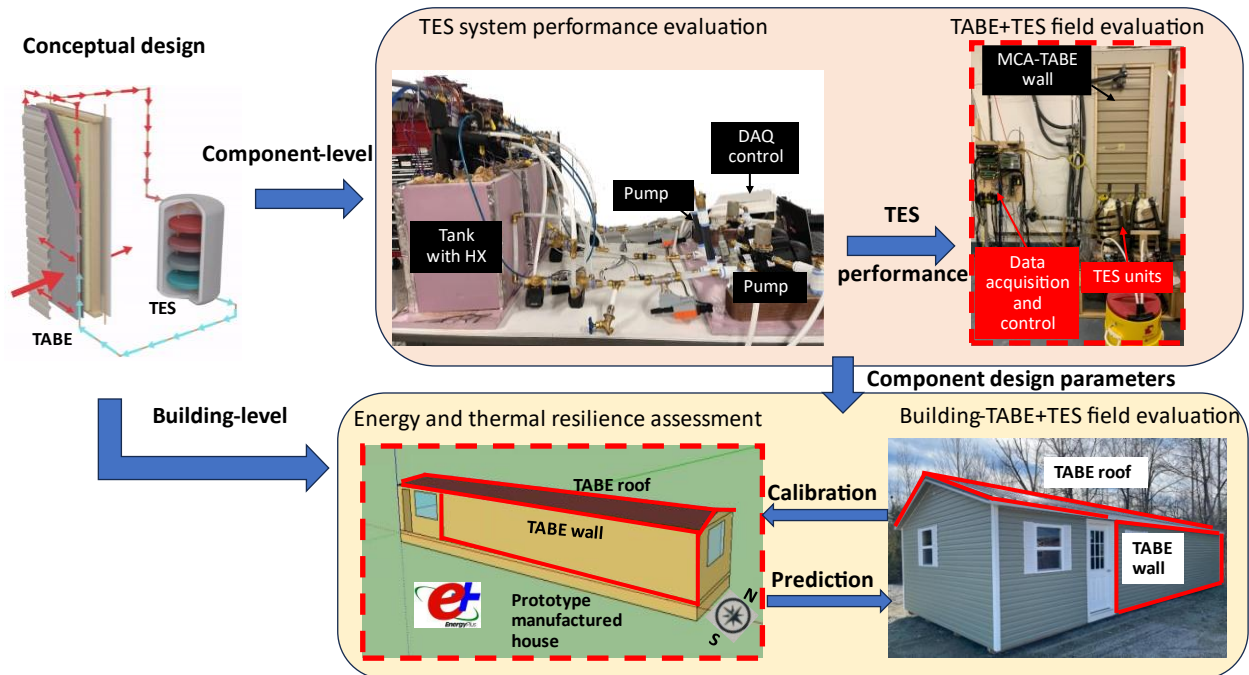 Conceptual design
TABE
TES
Component-level
Building-level
TES system performance evaluation
Tank
with HX
Pump
DAQ
control
Pump
TES
performance
TABE+TES field evaluation
MCA-TABE
wall
Data
acquisition
and
control
TES units
Component design parameters
Energy and thermal resilience assessment
TABE roof
TABE wall
e+
EnergyPlus
Prototype
manufactured
house
N
S
Calibration
Prediction
Building-TABE+TES field evaluation
TABE roof
TABE
wall